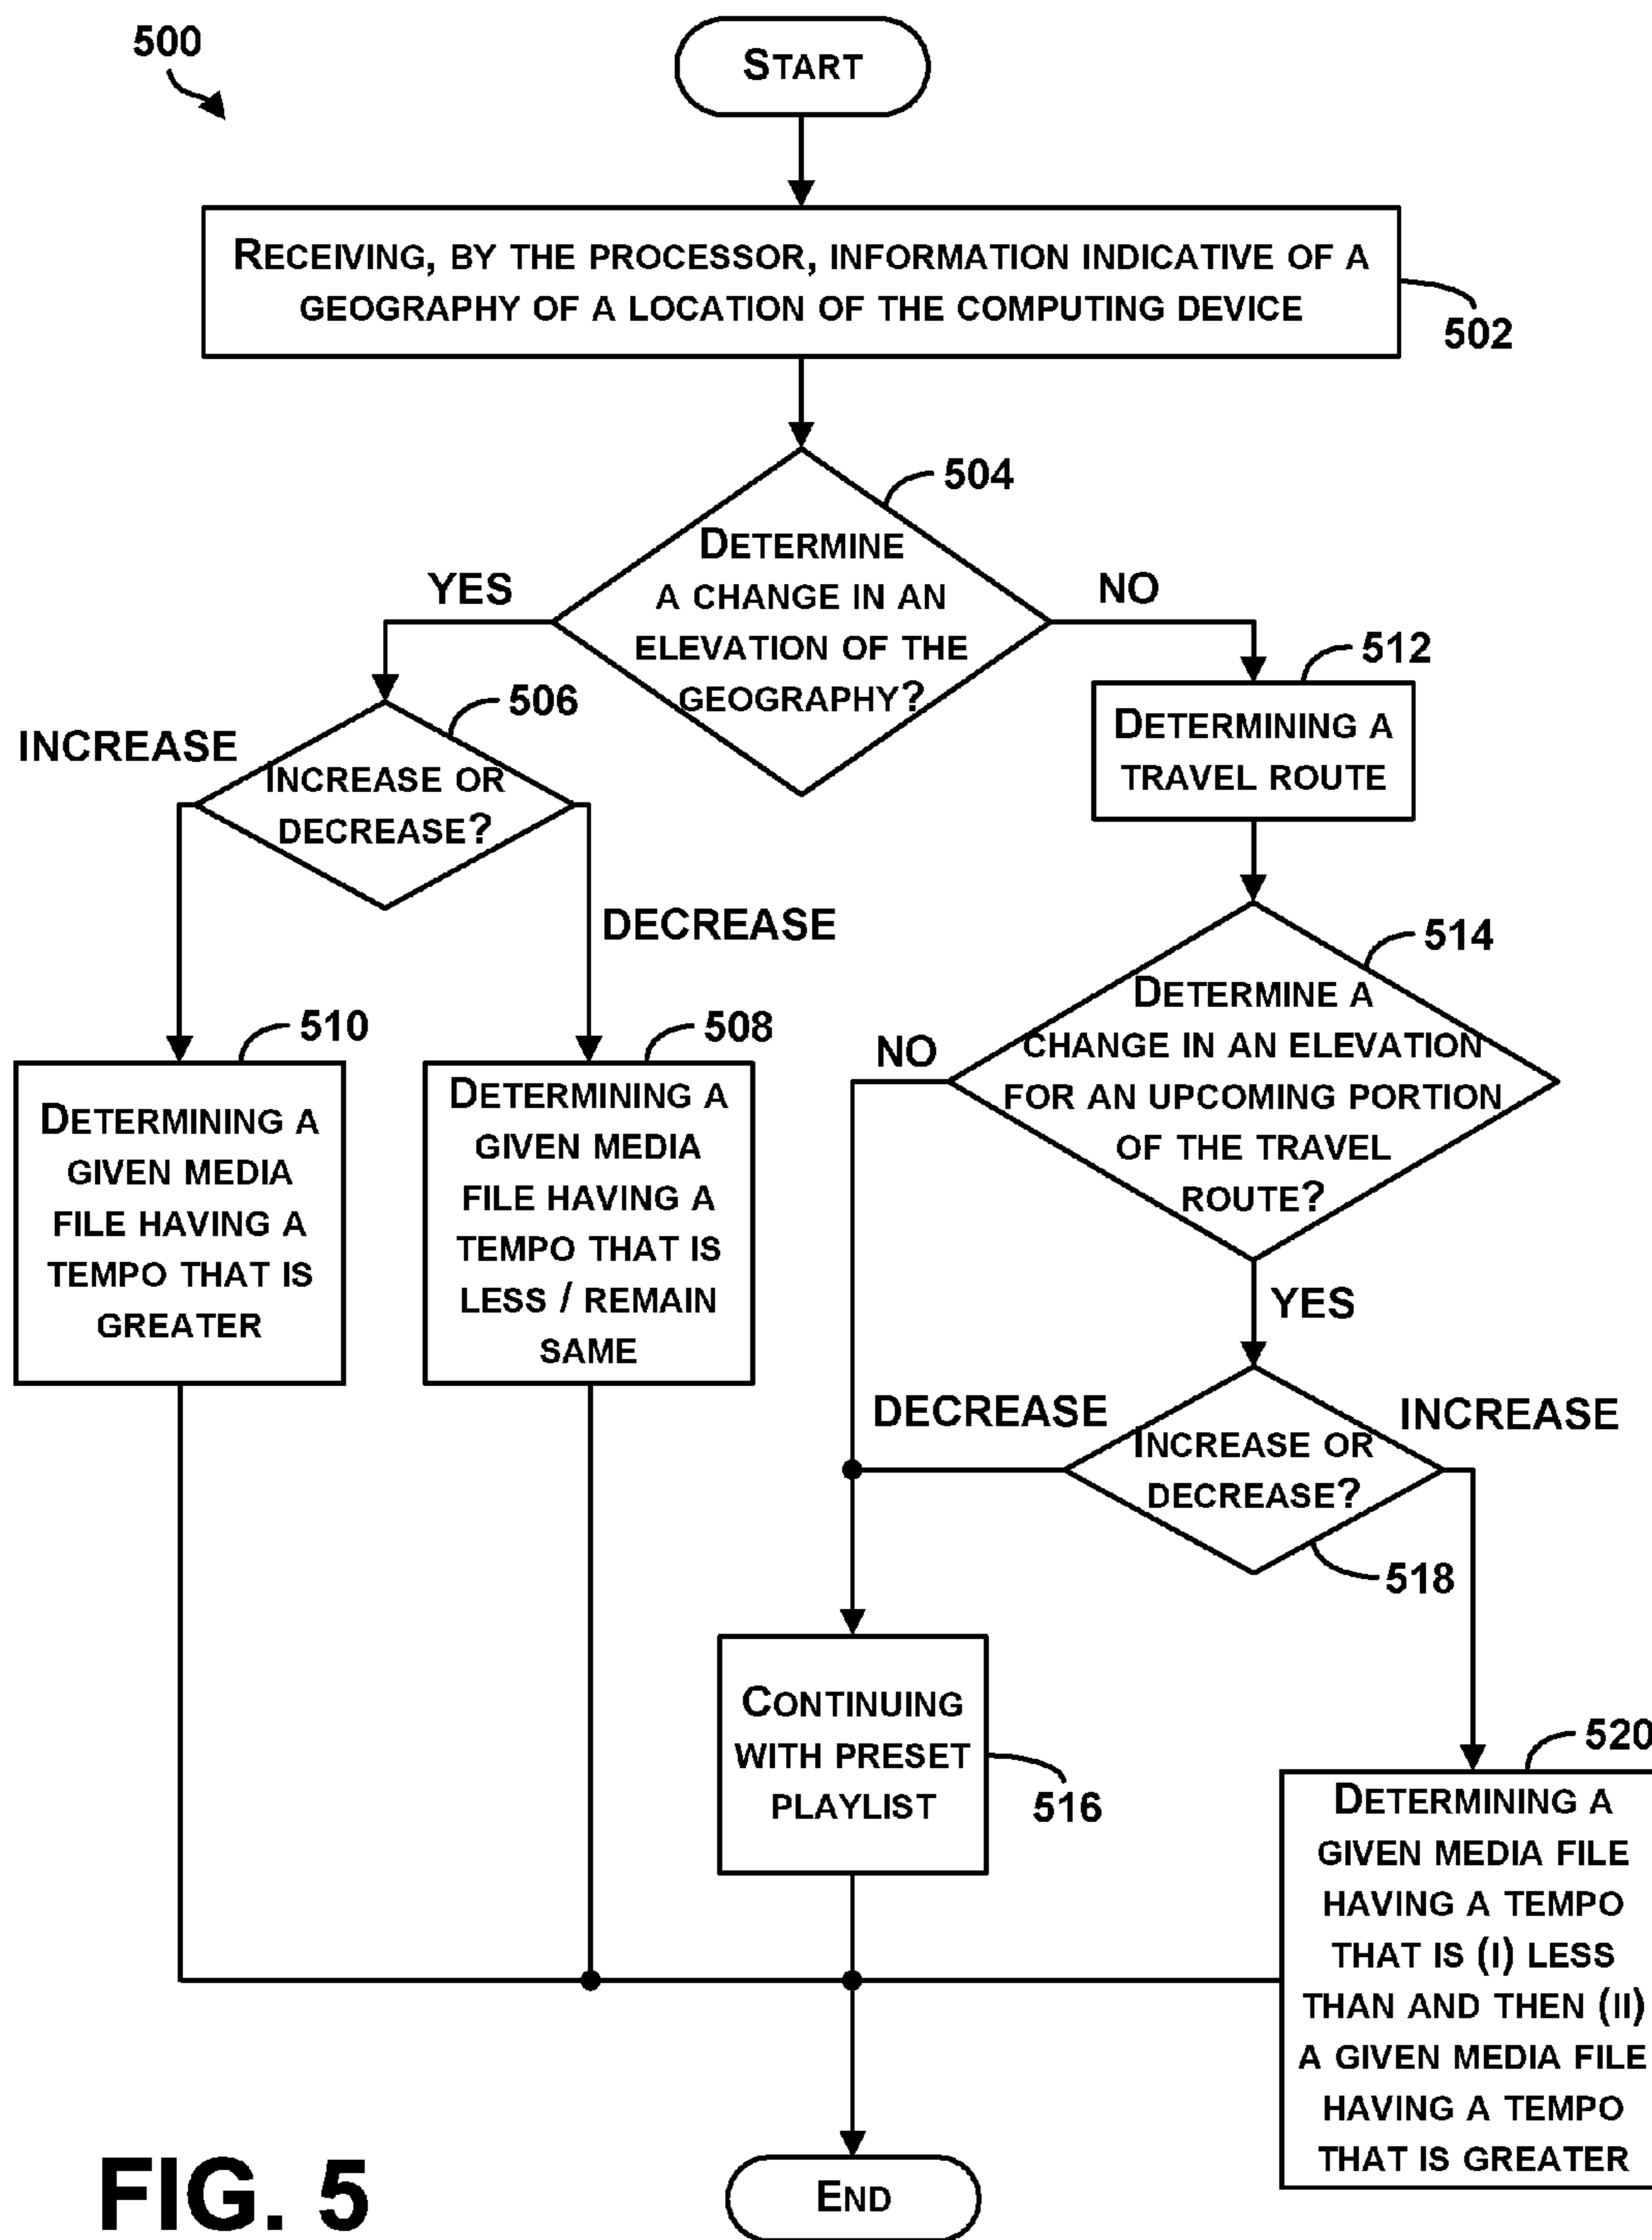 500
START
RECEIVING, BY THE PROCESSOR, INFORMATION INDICATIVE OF A
GEOGRAPHY OF A LOCATION OF THE COMPUTING DEVICE
502
504
DETERMINE
A CHANGE IN AN
ELEVATION OF THE
GEOGRAPHY?
YES
NO
506
INCREASE
INCREASE OR
DECREASE?
DECREASE
512
DETERMINING A
TRAVEL ROUTE
514
DETERMINE A
CHANGE IN AN ELEVATION
FOR AN UPCOMING PORTION
OF THE TRAVEL
ROUTE?
NO
YES
510
DETERMINING A
GIVEN MEDIA
FILE HAVING A
TEMPO THAT IS
GREATER
508
DETERMINING A
GIVEN MEDIA
FILE HAVING A
TEMPO THAT IS
LESS / REMAIN
SAME
DECREASE
INCREASE
INCREASE OR
DECREASE?
518
CONTINUING
WITH PRESET
PLAYLIST
516
520
DETERMINING A
GIVEN MEDIA FILE
HAVING A TEMPO
THAT IS (I) LESS
THAN AND THEN (II)
A GIVEN MEDIA FILE
HAVING A TEMPO
THAT IS GREATER
END
FIG. 5